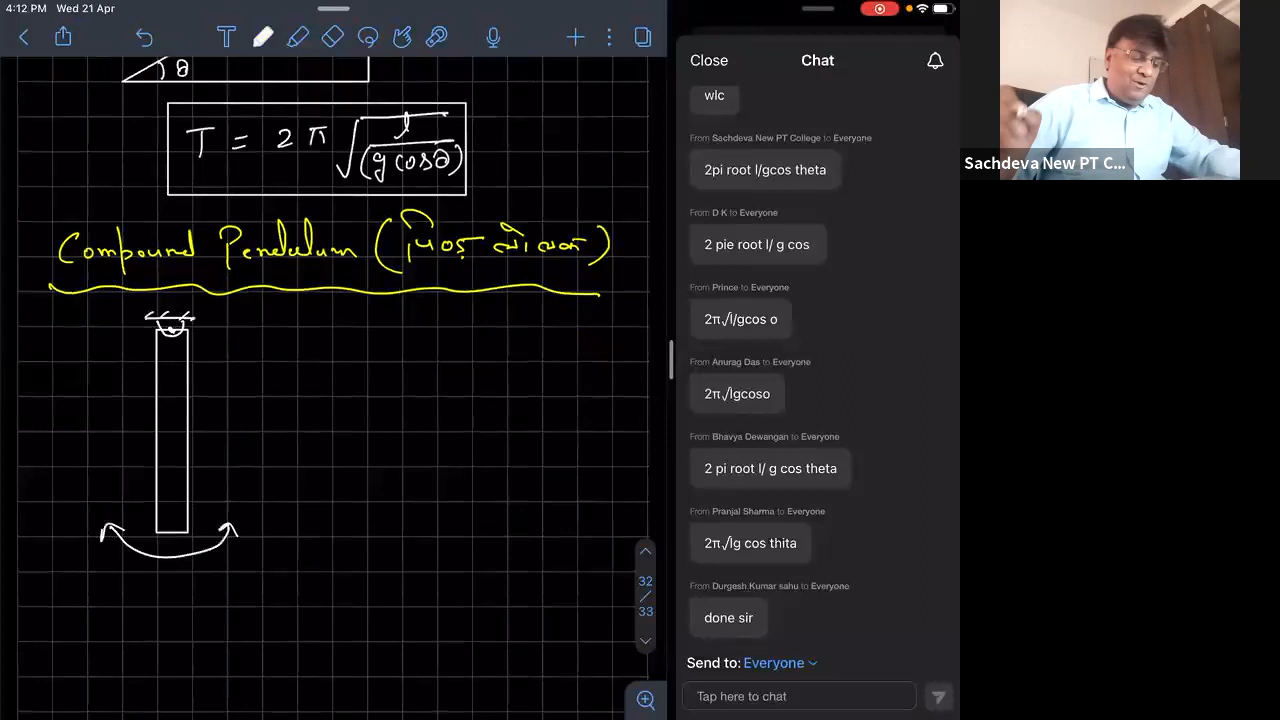 4:12 PM Wed 21 Apr
θ
T = 2 π √l/(g cosθ)
Compound Pendulum (पिण्ड लोलक)
32
33
Close
Chat
wlc
From Sachdeva New PT College to Everyone
2pi root l/gcos theta
From D K to Everyone
2 pie root l/ g cos
From Prince to Everyone
2π√l/gcos o
From Anurag Das to Everyone
2π√lgcoso
From Bhavya Dewangan to Everyone
2 pi root l/ g cos theta
From Pranjal Sharma to Everyone
2π√lg cos thita
From Durgesh Kumar sahu to Everyone
done sir
Send to: Everyone
Tap here to chat
Sachdeva New PT C...